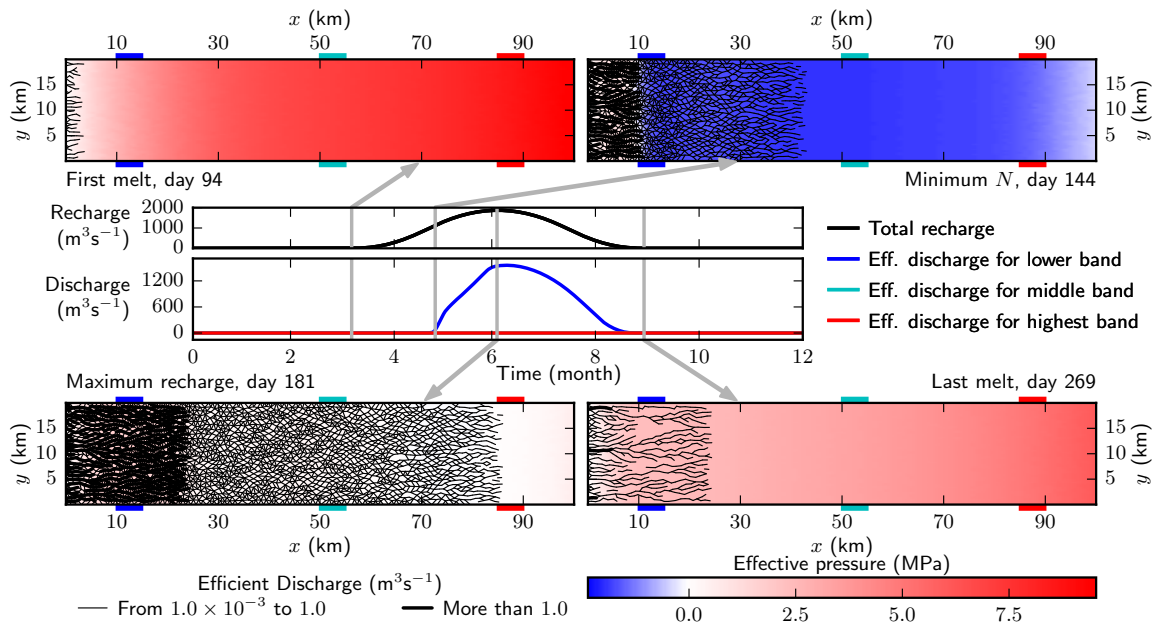 x (km) x (km)
10 30 50 70 90 10 30 50 70 90
y (km) 15 10 5 15 10 5 y (km)
First melt, day 94 Minimum N, day 144
Recharge (m³s⁻¹) 2000 1000 0
Discharge (m³s⁻¹) 1200 600 0
0 2 4 6 8 10 12
Time (month)
Total recharge
Eff. discharge for lower band
Eff. discharge for middle band
Eff. discharge for highest band
Maximum recharge, day 181 Last melt, day 269
y (km) 15 10 5 15 10 5 y (km)
10 30 50 70 90 10 30 50 70 90
x (km) x (km)
Efficient Discharge (m³s⁻¹)
From 1.0 × 10⁻³ to 1.0 More than 1.0
Effective pressure (MPa)
0.0 2.5 5.0 7.5